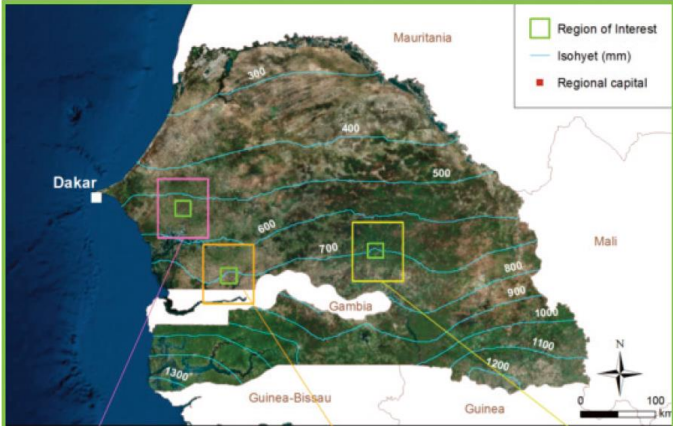 Mauritania
Region of Interest
Isohyet (mm)
Regional capital
300
400
500
Dakar
600
700
Mali
800
900
Gambia
1000
1100
1200
1300
N
Guinea-Bissau
Guinea
0 100
km